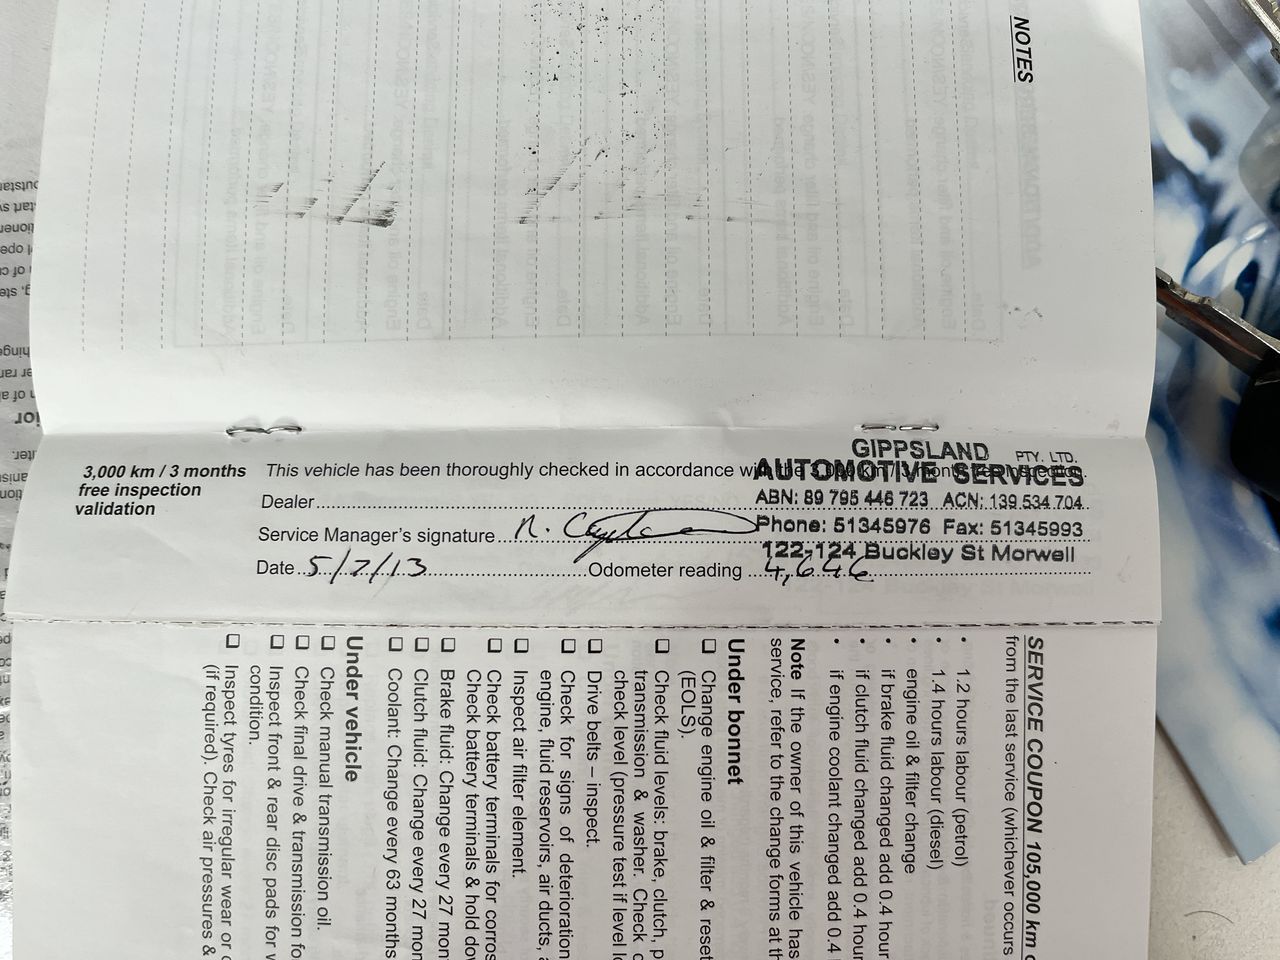 NOTES
3,000 km / 3 months
free inspection
validation
This vehicle has been thoroughly checked in accordance with the 3,000 km / 3 months free inspection.
Dealer
Service Manager's signature
Date 5/7/13 Odometer reading 4,646
GIPPSLAND PTY. LTD.
AUTOMOTIVE SERVICES
ABN: 89 795 446 723 ACN: 139 534 704
Phone: 51345976 Fax: 51345993
122-124 Buckley St Morwell
SERVICE COUPON 105,000 km
from the last service (whichever occurs
• 1.2 hours labour (petrol)
• 1.4 hours labour (diesel)
• engine oil & filter change
• if brake fluid changed add 0.4 hour
• if clutch fluid changed add 0.4 hour
• if engine coolant changed add 0.4
Note If the owner of this vehicle has
service, refer to the change forms at
Under bonnet
❑ Change engine oil & filter & reset
(EOLS).
❑ Check fluid levels: brake, clutch,
transmission & washer. Check
check level (pressure test if level
❑ Drive belts – inspect.
❑ Check for signs of deterioration
engine, fluid reservoirs, air ducts,
❑ Inspect air filter element.
❑ Check battery terminals for
Check battery terminals & hold
❑ Brake fluid: Change every 27
❑ Clutch fluid: Change every 27
❑ Coolant: Change every 63 months
Under vehicle
❑ Check manual transmission oil.
❑ Check final drive & transmission
❑ Inspect front & rear disc pads for
condition.
❑ Inspect tyres for irregular wear or
(if required). Check air pressures &